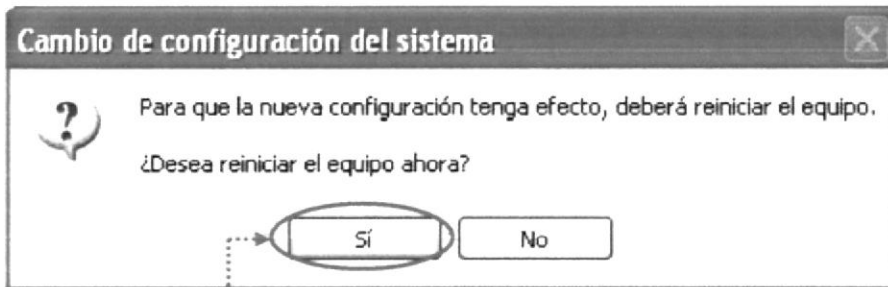 Cambio de configuración del sistema
Para que la nueva configuración tenga efecto, deberá reiniciar el equipo.
¿Desea reiniciar el equipo ahora?
Sí
No